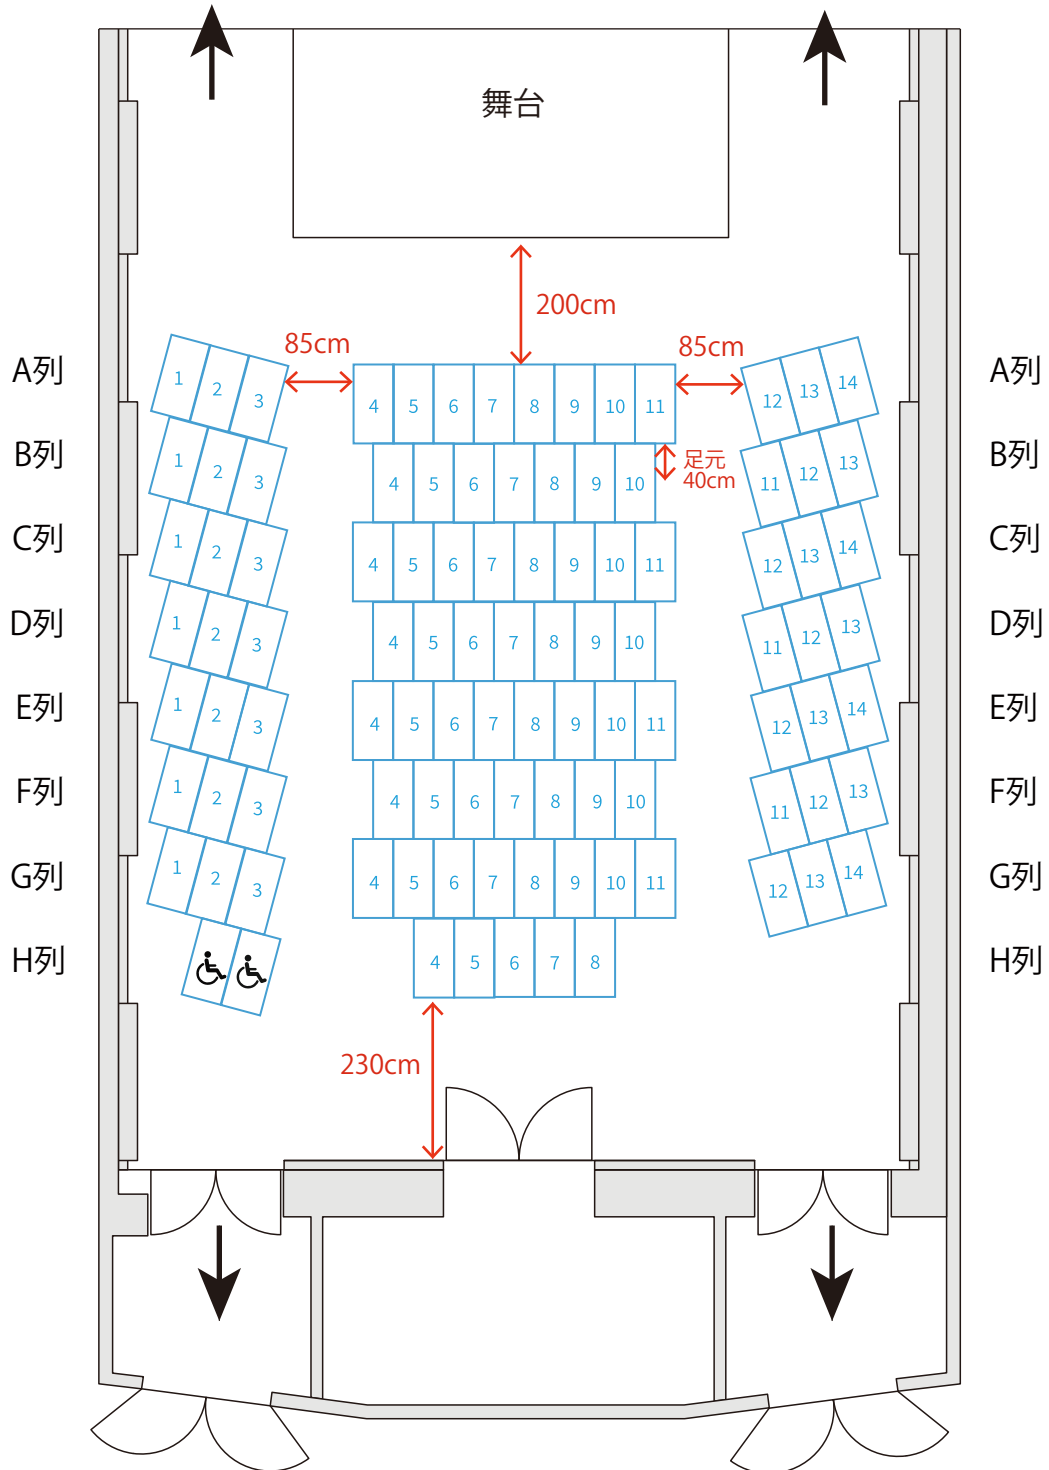 舞台
200cm
85cm 85cm
A列 1 2 3 4 5 6 7 8 9 10 11 12 13 14 A列
足元
40cm
B列 1 2 3 4 5 6 7 8 9 10 11 12 13 B列
C列 1 2 3 4 5 6 7 8 9 10 11 12 13 14 C列
D列 1 2 3 4 5 6 7 8 9 10 11 12 13 D列
E列 1 2 3 4 5 6 7 8 9 10 11 12 13 14 E列
F列 1 2 3 4 5 6 7 8 9 10 11 12 13 F列
G列 1 2 3 4 5 6 7 8 9 10 11 12 13 14 G列
H列 4 5 6 7 8 H列
230cm